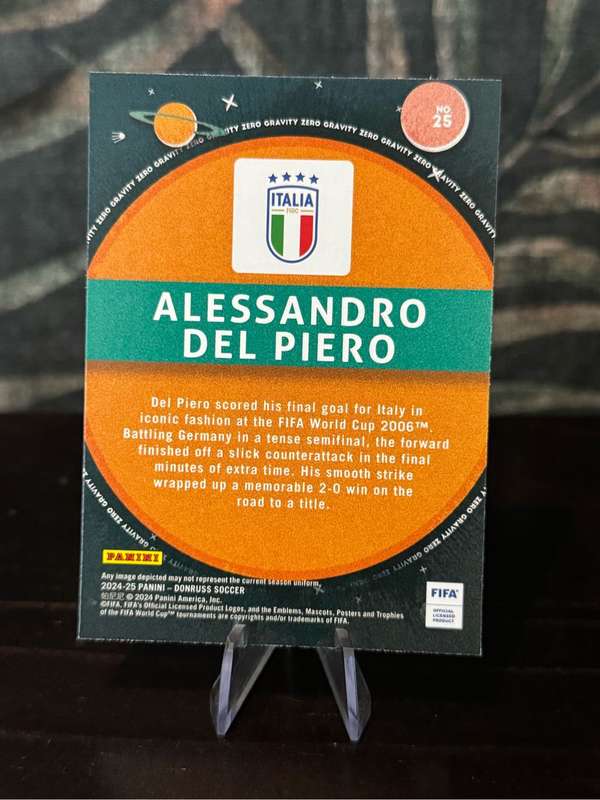 NO.
25
ZERO GRAVITY ZERO GRAVITY ZERO GRAVITY ZERO GRAVITY ZERO GRAVITY
ITALIA
ALESSANDRO
DEL PIERO
Del Piero scored his final goal for Italy in
iconic fashion at the FIFA World Cup 2006™.
Battling Germany in a tense semifinal, the forward
finished off a slick counterattack in the final
minutes of extra time. His smooth strike
wrapped up a memorable 2-0 win on the
road to a title.
PANINI
Any image depicted may not represent the current season uniform.
2024-25 PANINI – DONRUSS SOCCER
帕尼尼 © 2024 Panini America, Inc.
©FIFA, FIFA's Official Licensed Product Logos, and the Emblems, Mascots, Posters and Trophies
of the FIFA World Cup™ tournaments are copyrights and/or trademarks of FIFA.
FIFA
OFFICIAL
LICENSED
PRODUCT